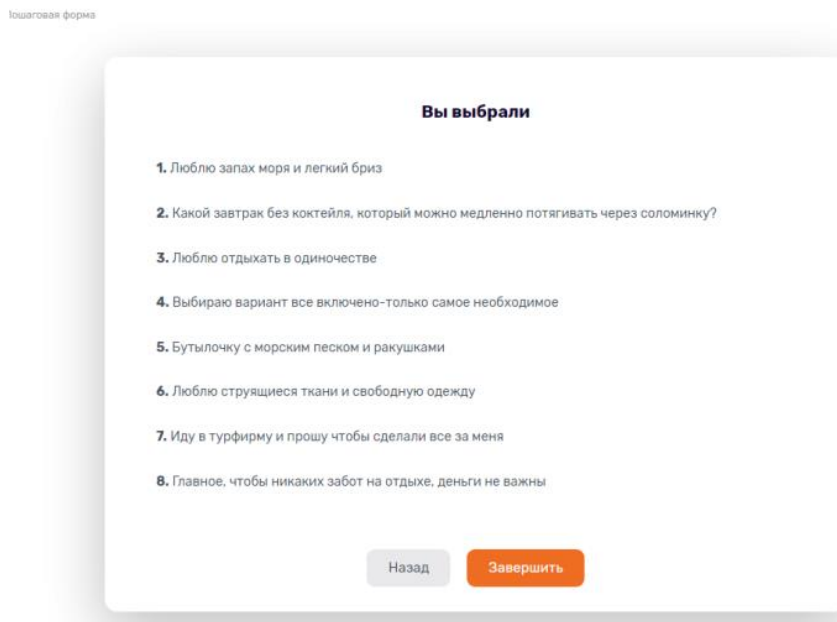 Пошаговая форма
Вы выбрали
1. Люблю запах моря и легкий бриз
2. Какой завтрак без коктейля, который можно медленно потягивать через соломинку?
3. Люблю отдыхать в одиночестве
4. Выбираю вариант все включено-только самое необходимое
5. Бутылочку с морским песком и ракушками
6. Люблю струящиеся ткани и свободную одежду
7. Иду в турфирму и прошу чтобы сделали все за меня
8. Главное, чтобы никаких забот на отдыхе, деньги не важны
Назад
Завершить